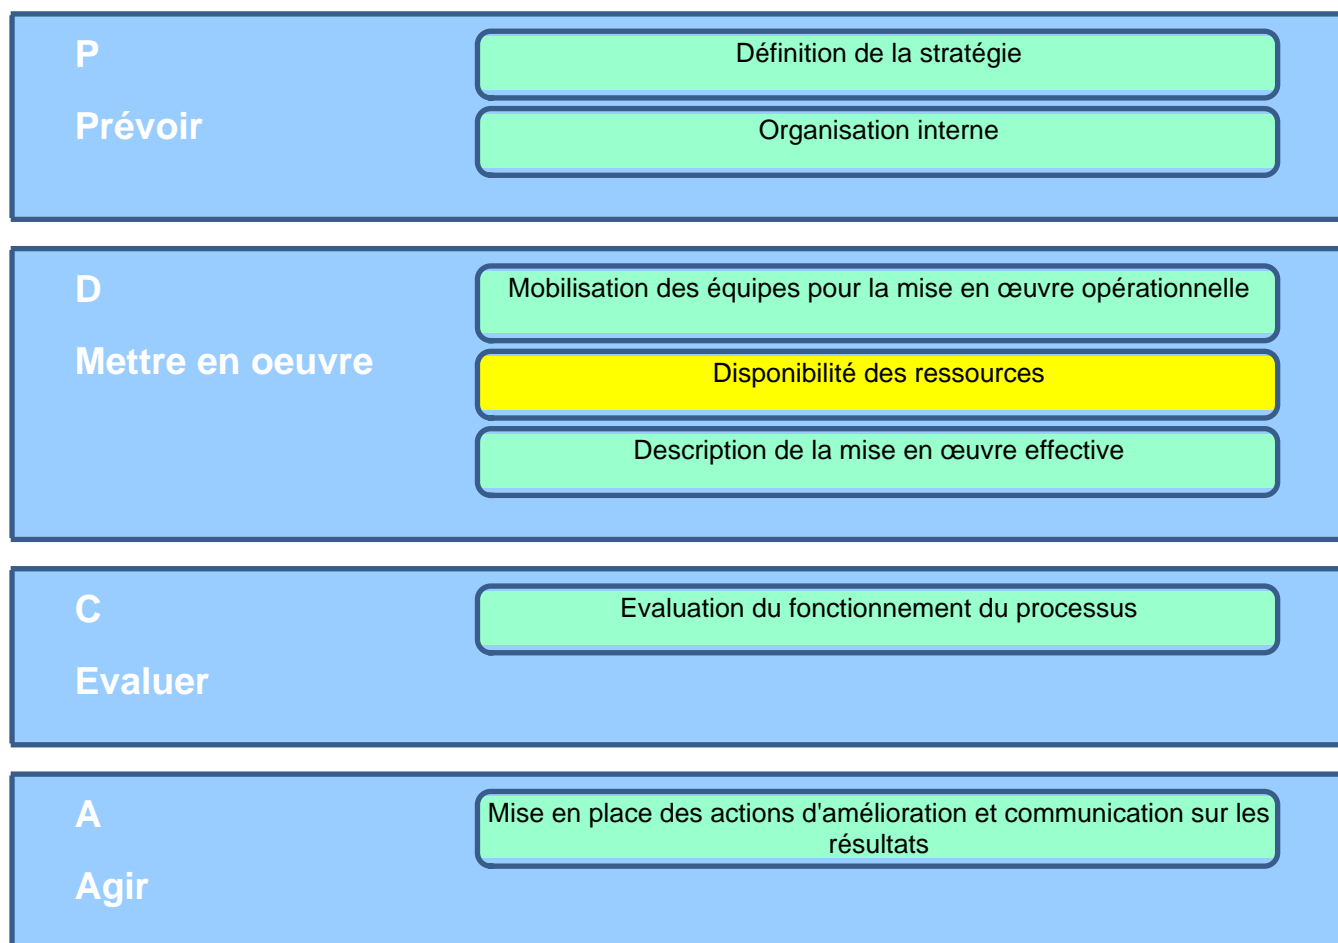 P
Prévoir
Définition de la stratégie
Organisation interne
D
Mettre en oeuvre
Mobilisation des équipes pour la mise en œuvre opérationnelle
Disponibilité des ressources
Description de la mise en œuvre effective
C
Evaluer
Evaluation du fonctionnement du processus
A
Agir
Mise en place des actions d'amélioration et communication sur les
résultats